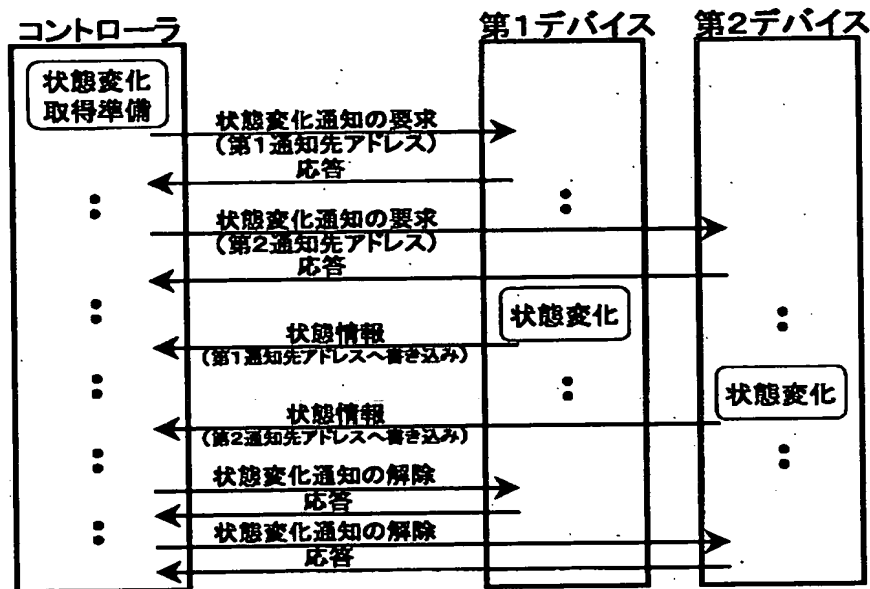 コントローラ
第1デバイス
第2デバイス
状態変化
取得準備
状態変化通知の要求
(第1通知先アドレス)
応答
状態変化通知の要求
(第2通知先アドレス)
応答
状態変化
状態情報
(第1通知先アドレスへ書き込み)
状態変化
状態情報
(第2通知先アドレスへ書き込み)
状態変化通知の解除
応答
状態変化通知の解除
応答